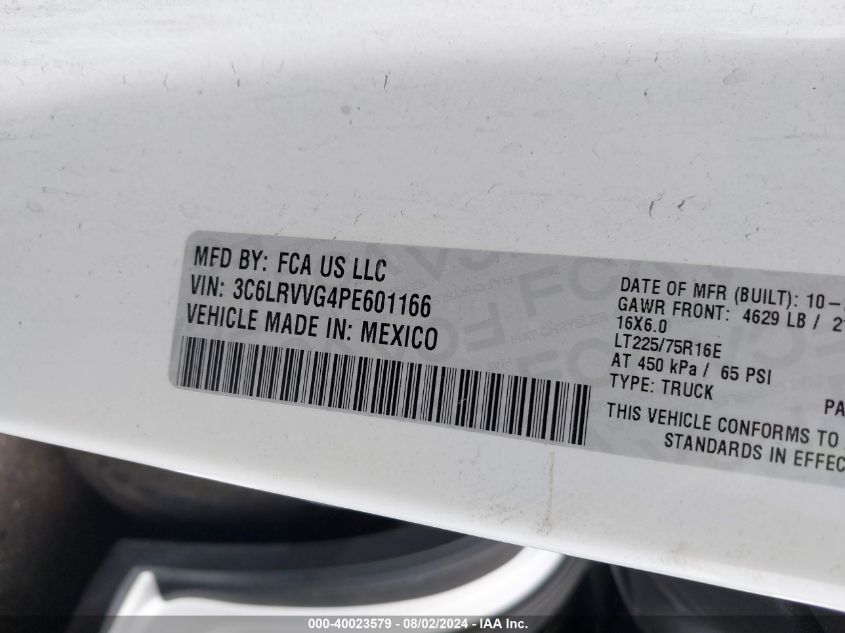 MFD BY: FCA US LLC
VIN: 3C6LRVVG4PE601166
VEHICLE MADE IN: MEXICO
DATE OF MFR (BUILT): 10-
GAWR FRONT: 4629 LB / 2
16X6.0
LT225/75R16E
AT 450 kPa / 65 PSI
TYPE: TRUCK
PA
THIS VEHICLE CONFORMS TO
STANDARDS IN EFFEC
000-40023579 - 08/02/2024 - IAA Inc.